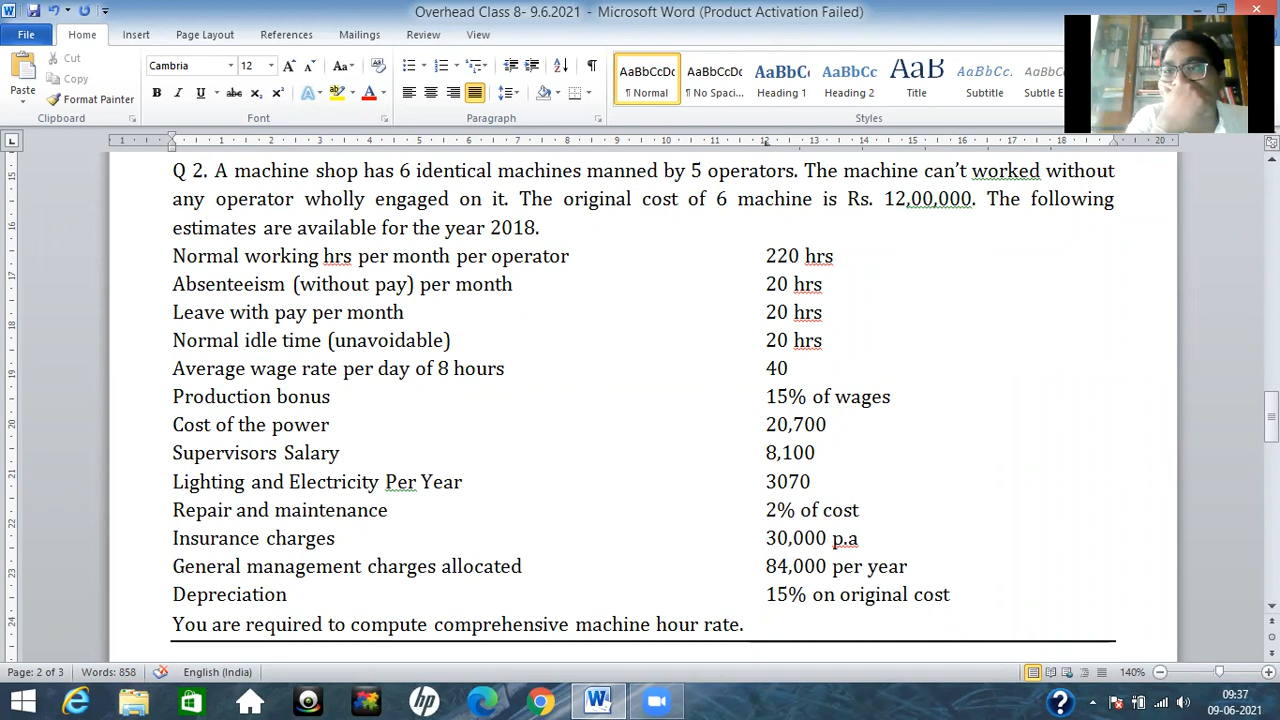 Overhead Class 8- 9.6.2021 - Microsoft Word (Product Activation Failed)
File Home Insert Page Layout References Mailings Review View
Cut
Copy
Format Painter
Paste
Cambria 12
Clipboard Font Paragraph Styles
AaBbCcDc AaBbCcDc AaBbCc AaBbCc AaB AaBbCc. AaBbCc
¶ Normal ¶ No Spaci... Heading 1 Heading 2 Title Subtitle Subtle E
Q 2. A machine shop has 6 identical machines manned by 5 operators. The machine can't worked without
any operator wholly engaged on it. The original cost of 6 machine is Rs. 12,00,000. The following
estimates are available for the year 2018.
Normal working hrs per month per operator 220 hrs
Absenteeism (without pay) per month 20 hrs
Leave with pay per month 20 hrs
Normal idle time (unavoidable) 20 hrs
Average wage rate per day of 8 hours 40
Production bonus 15% of wages
Cost of the power 20,700
Supervisors Salary 8,100
Lighting and Electricity Per Year 3070
Repair and maintenance 2% of cost
Insurance charges 30,000 p.a
General management charges allocated 84,000 per year
Depreciation 15% on original cost
You are required to compute comprehensive machine hour rate.
Page: 2 of 3 Words: 858 English (India) 140%
09:37
09-06-2021